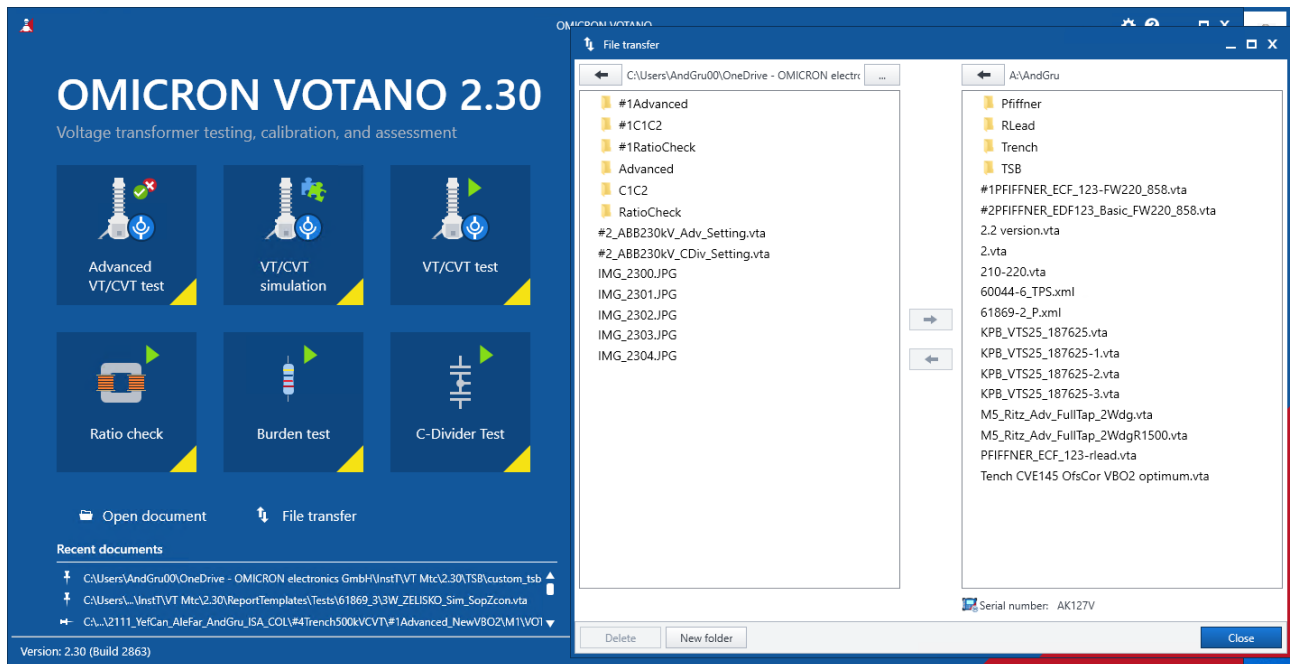 OMICRON VOTANO
OMICRON VOTANO 2.30
Voltage transformer testing, calibration, and assessment
Advanced
VT/CVT test
VT/CVT
simulation
VT/CVT test
Ratio check
Burden test
C-Divider Test
Open document
File transfer
Recent documents
C:\Users\AndGru00\OneDrive - OMICRON electronics GmbH\InstT\VT Mtc\2.30\TSB\custom_tsb
C:\Users\...\InstT\VT Mtc\2.30\ReportTemplates\Tests\61869_3\3W_ZELISKO_Sim_SopZcon.vta
C:\...\2111_YefCan_AleFar_AndGru_ISA_COL\#4Trench500kVCVT\#1Advanced_NewVBO2\M1\VOT
Version: 2.30 (Build 2863)
File transfer
C:\Users\AndGru00\OneDrive - OMICRON electrc
...
#1Advanced
#1C1C2
#1RatioCheck
Advanced
C1C2
RatioCheck
#2_ABB230kV_Adv_Setting.vta
#2_ABB230kV_CDiv_Setting.vta
IMG_2300.JPG
IMG_2301.JPG
IMG_2302.JPG
IMG_2303.JPG
IMG_2304.JPG
A:\AndGru
Pfiffner
RLead
Trench
TSB
#1PFIFFNER_ECF_123-FW220_858.vta
#2PFIFFNER_EDF123_Basic_FW220_858.vta
2.2 version.vta
2.vta
210-220.vta
60044-6_TPS.xml
61869-2_P.xml
KPB_VTS25_187625.vta
KPB_VTS25_187625-1.vta
KPB_VTS25_187625-2.vta
KPB_VTS25_187625-3.vta
M5_Ritz_Adv_FullTap_2Wdg.vta
M5_Ritz_Adv_FullTap_2WdgR1500.vta
PFIFFNER_ECF_123-rlead.vta
Tench CVE145 OfsCor VBO2 optimum.vta
Serial number: AK127V
Delete
New folder
Close